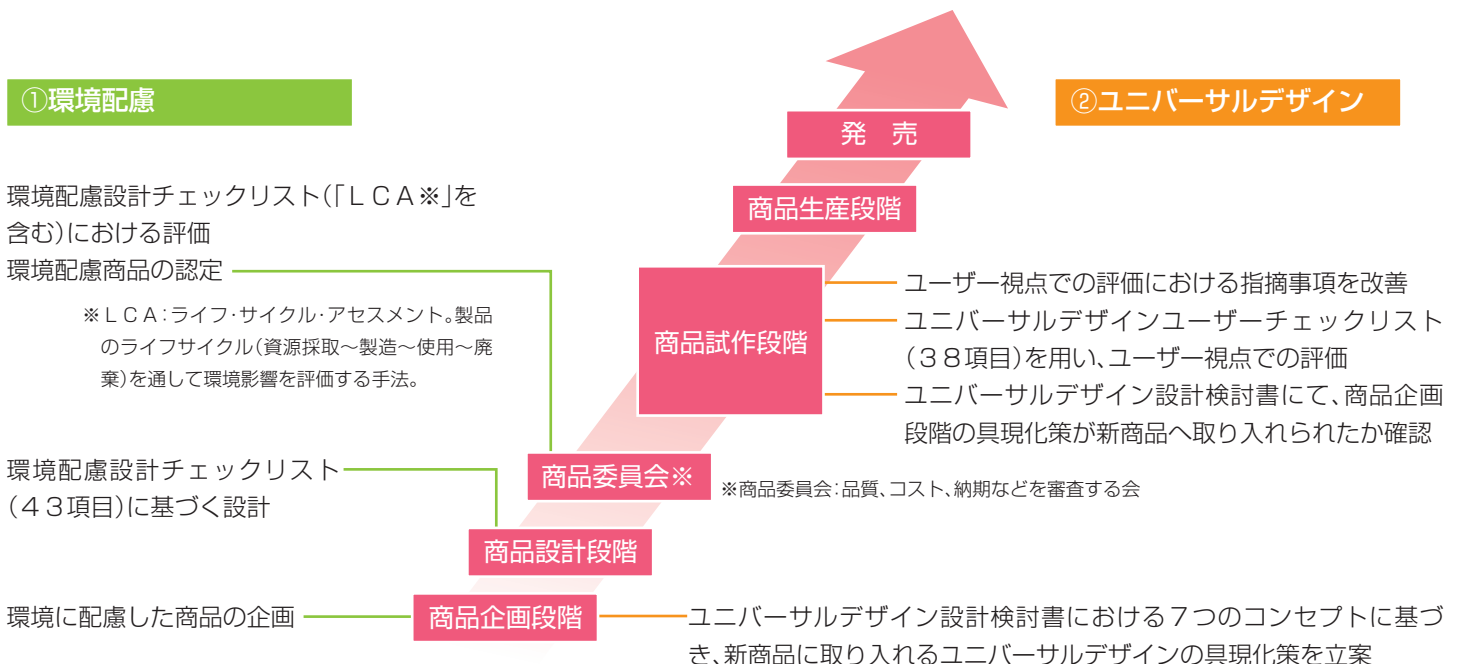 ①環境配慮
②ユニバーサルデザイン
発　売
商品生産段階
環境配慮設計チェックリスト(「ＬＣＡ※」を
含む)における評価
環境配慮商品の認定
※ＬＣＡ：ライフ・サイクル・アセスメント。製品
のライフサイクル(資源採取～製造～使用～廃
棄)を通して環境影響を評価する手法。
商品試作段階
ユーザー視点での評価における指摘事項を改善
ユニバーサルデザインユーザーチェックリスト
(３８項目)を用い、ユーザー視点での評価
ユニバーサルデザイン設計検討書にて、商品企画
段階の具現化策が新商品へ取り入れられたか確認
環境配慮設計チェックリスト
(４３項目)に基づく設計
商品委員会※
※商品委員会：品質、コスト、納期などを審査する会
商品設計段階
環境に配慮した商品の企画
商品企画段階
ユニバーサルデザイン設計検討書における７つのコンセプトに基づ
き、新商品に取り入れるユニバーサルデザインの具現化策を立案